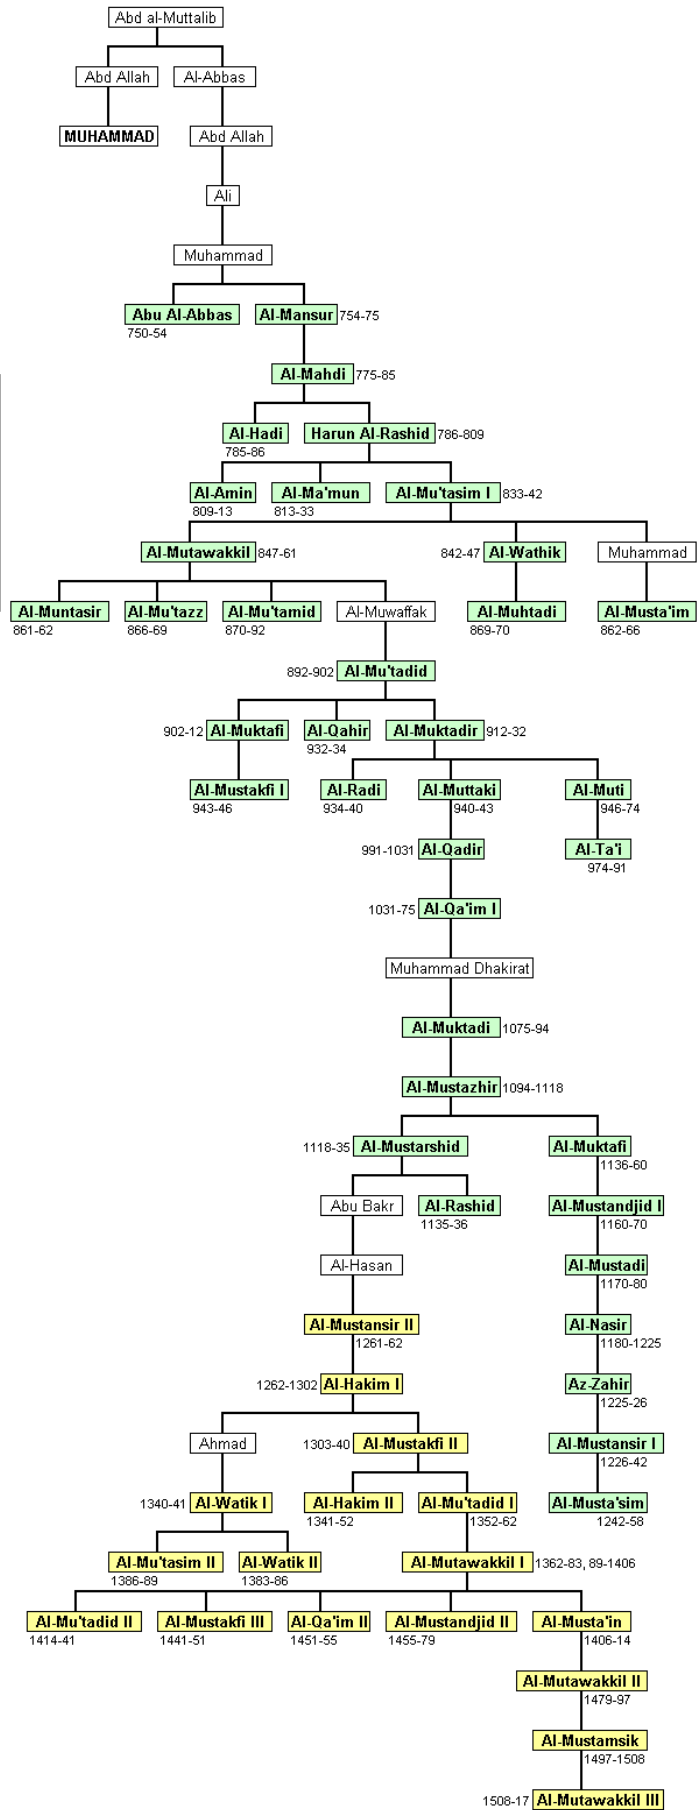 Abd al-Muttalib
Abd Allah
Al-Abbas
MUHAMMAD
Abd Allah
Ali
Muhammad
Abu Al-Abbas
750-54
Al-Mansur 754-75
Al-Mahdi 775-85
Al-Hadi
785-86
Harun Al-Rashid 786-809
Al-Amin
809-13
Al-Ma'mun
813-33
Al-Mu'tasim I 833-42
Al-Mutawakkil 847-61
842-47 Al-Wathik
Muhammad
Al-Muntasir
861-62
Al-Mu'tazz
866-69
Al-Mu'tamid
870-92
Al-Muwaffak
Al-Muhtadi
869-70
Al-Musta'im
862-66
892-902 Al-Mu'tadid
902-12 Al-Muktafi
Al-Qahir
932-34
Al-Muktadir 912-32
Al-Mustakfi I
943-46
Al-Radi
934-40
Al-Muttaki
940-43
Al-Muti
946-74
991-1031 Al-Qadir
Al-Ta'i
974-91
1031-75 Al-Qa'im I
Muhammad Dhakirat
Al-Muktadi 1075-94
Al-Mustazhir 1094-1118
1118-35 Al-Mustarshid
Al-Muktafi
1136-60
Abu Bakr
Al-Rashid
1135-36
Al-Mustandjid I
1160-70
Al-Hasan
Al-Mustadi
1170-80
Al-Mustansir II
1261-62
Al-Nasir
1180-1225
1262-1302 Al-Hakim I
Az-Zahir
1225-26
Ahmad
1303-40 Al-Mustakfi II
Al-Mustansir I
1226-42
1340-41 Al-Watik I
Al-Hakim II
1341-52
Al-Mu'tadid I
1352-62
Al-Musta'sim
1242-58
Al-Mu'tasim II
1386-89
Al-Watik II
1383-86
Al-Mutawakkil I 1362-83, 89-1406
Al-Mu'tadid II
1414-41
Al-Mustakfi III
1441-51
Al-Qa'im II
1451-55
Al-Mustandjid II
1455-79
Al-Musta'in
1406-14
Al-Mutawakkil II
1479-97
Al-Mustamsik
1497-1508
1508-17 Al-Mutawakkil III